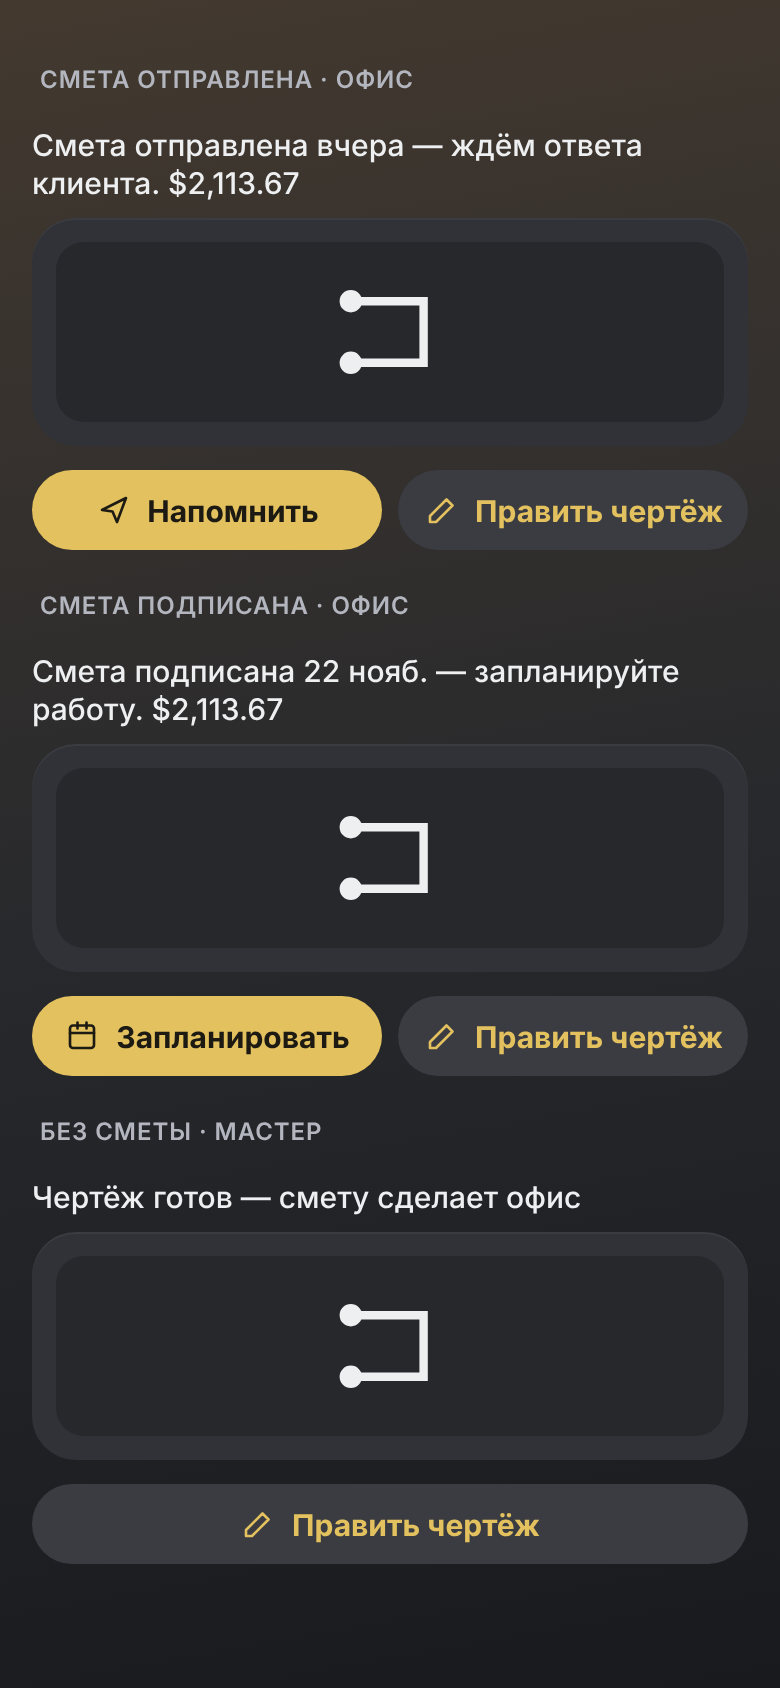 СМЕТА ОТПРАВЛЕНА · ОФИС
Смета отправлена вчера — ждём ответа
клиента. $2,113.67
Напомнить
Править чертёж
СМЕТА ПОДПИСАНА · ОФИС
Смета подписана 22 нояб. — запланируйте
работу. $2,113.67
Запланировать
Править чертёж
БЕЗ СМЕТЫ · МАСТЕР
Чертёж готов — смету сделает офис
Править чертёж